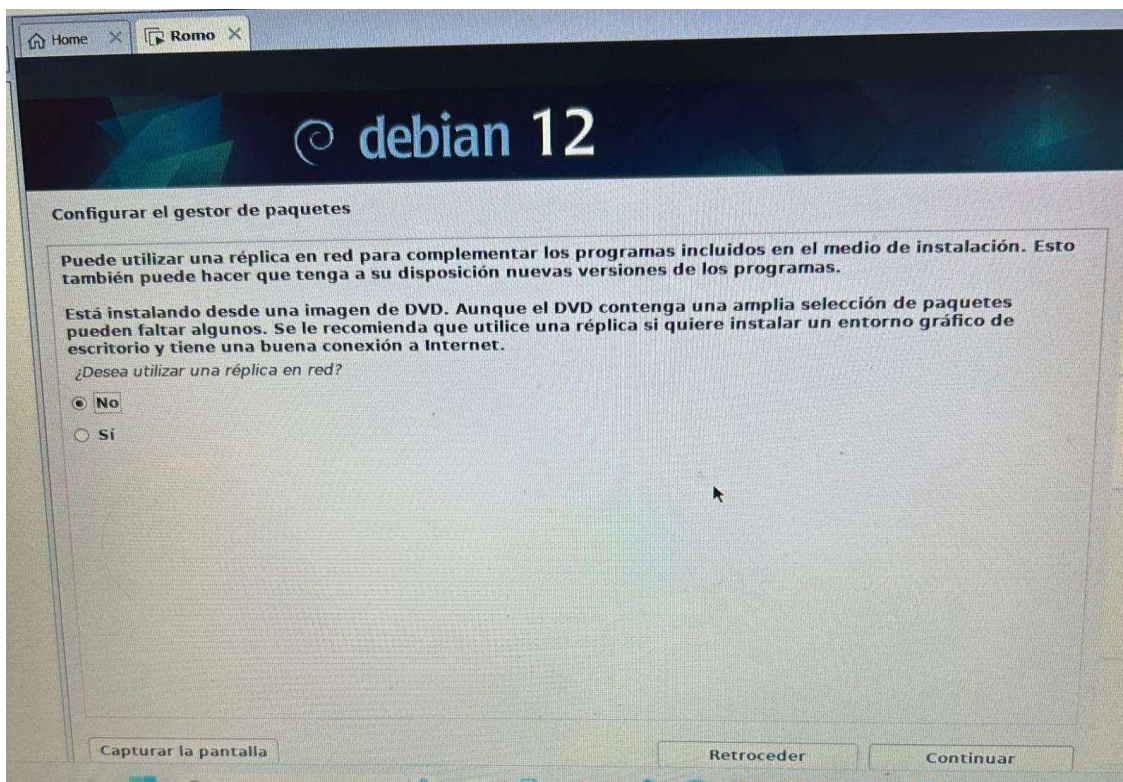 Home
Romo
debian 12
Configurar el gestor de paquetes
Puede utilizar una réplica en red para complementar los programas incluidos en el medio de instalación. Esto
también puede hacer que tenga a su disposición nuevas versiones de los programas.
Está instalando desde una imagen de DVD. Aunque el DVD contenga una amplia selección de paquetes
pueden faltar algunos. Se le recomienda que utilice una réplica si quiere instalar un entorno gráfico de
escritorio y tiene una buena conexión a Internet.
¿Desea utilizar una réplica en red?
No
Sí
Capturar la pantalla
Retroceder
Continuar